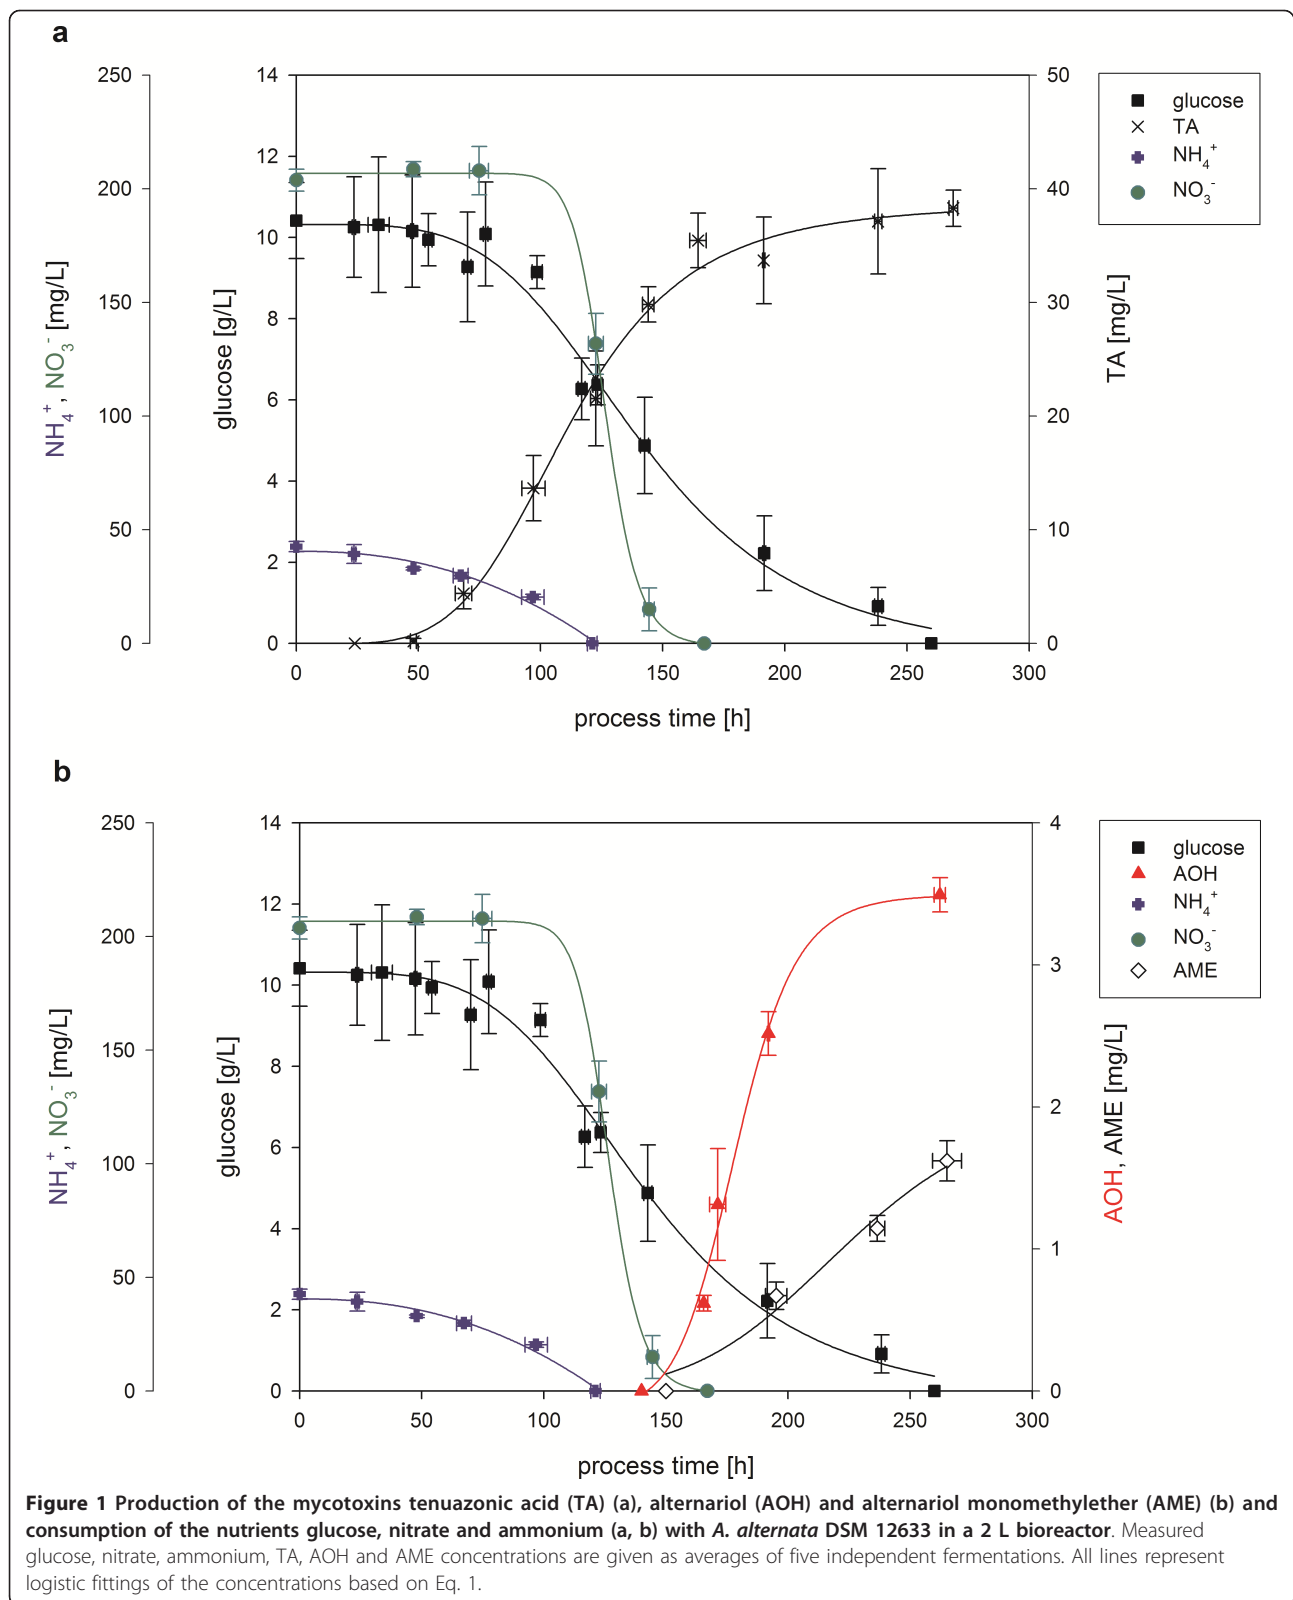 a
250
200
150
100
50
0
NH4+, NO3- [mg/L]
14
12
10
8
6
4
2
0
glucose [g/L]
50
40
30
20
10
0
TA [mg/L]
0 50 100 150 200 250 300
process time [h]
glucose
TA
NH4+
NO3-
b
250
200
150
100
50
0
NH4+, NO3- [mg/L]
14
12
10
8
6
4
2
0
glucose [g/L]
4
3
2
1
0
AOH, AME [mg/L]
0 50 100 150 200 250 300
process time [h]
glucose
AOH
NH4+
NO3-
AME
Figure 1 Production of the mycotoxins tenuazonic acid (TA) (a), alternariol (AOH) and alternariol monomethylether (AME) (b) and
consumption of the nutrients glucose, nitrate and ammonium (a, b) with A. alternata DSM 12633 in a 2 L bioreactor. Measured
glucose, nitrate, ammonium, TA, AOH and AME concentrations are given as averages of five independent fermentations. All lines represent
logistic fittings of the concentrations based on Eq. 1.